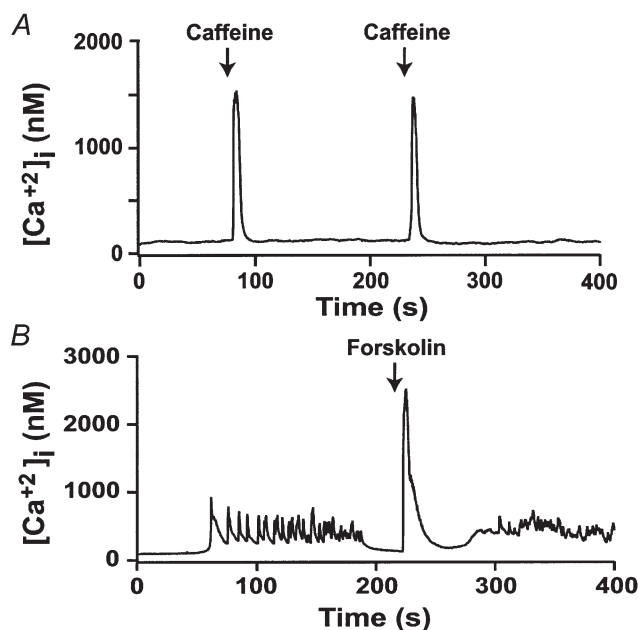 A
Caffeine Caffeine
2000
1000
0
[Ca+2]i (nM)
0 100 200 300 400
Time (s)
B
Forskolin
3000
2000
1000
0
[Ca+2]i (nM)
0 100 200 300 400
Time (s)